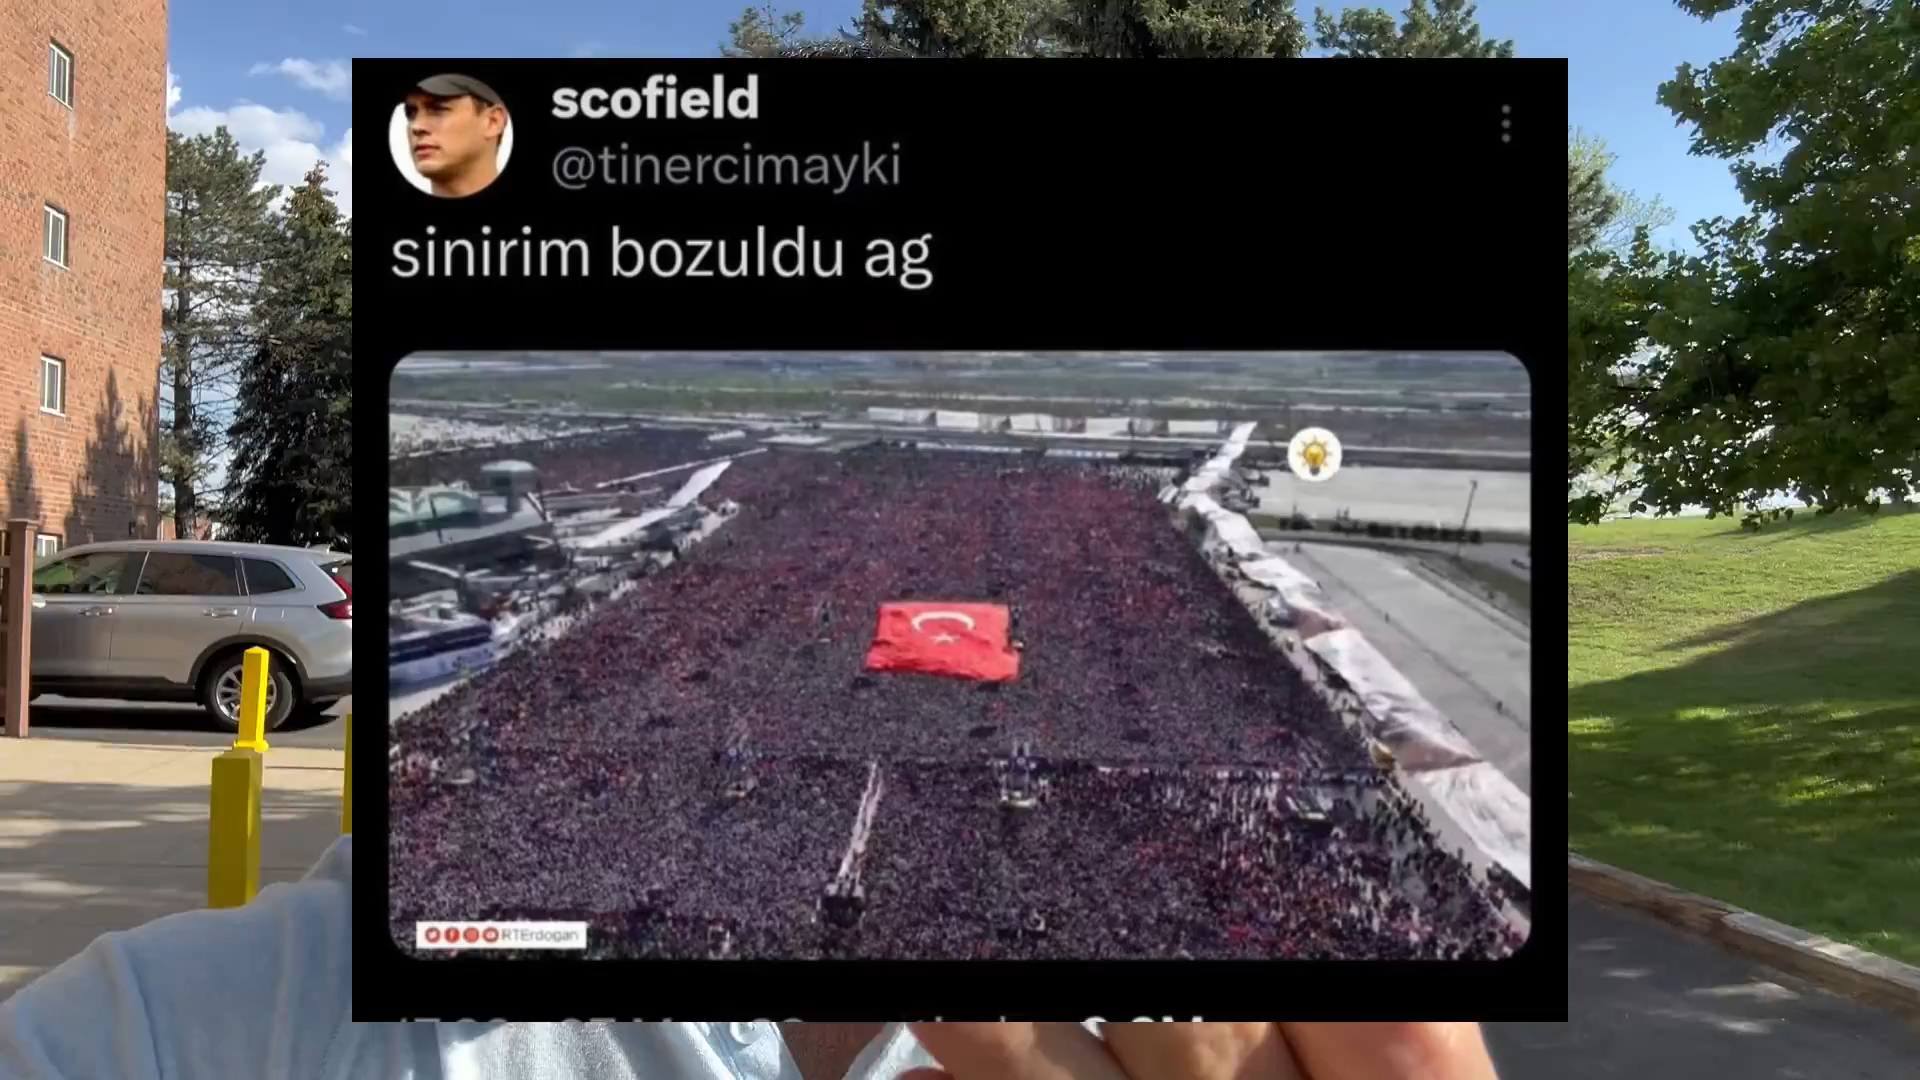 scofield
@tinercimayki
sinirim bozuldu ag
RTErdogan